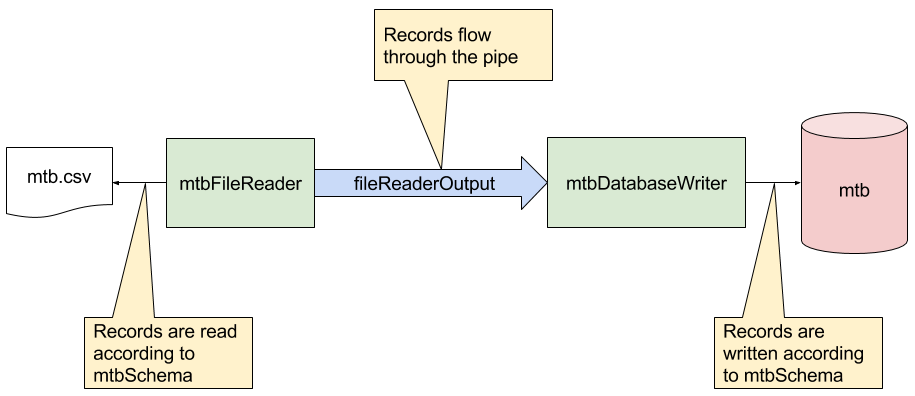 Records flow
through the pipe
mtb.csv
mtbFileReader
fileReaderOutput
mtbDatabaseWriter
mtb
Records are read
according to
mtbSchema
Records are
written according
to mtbSchema